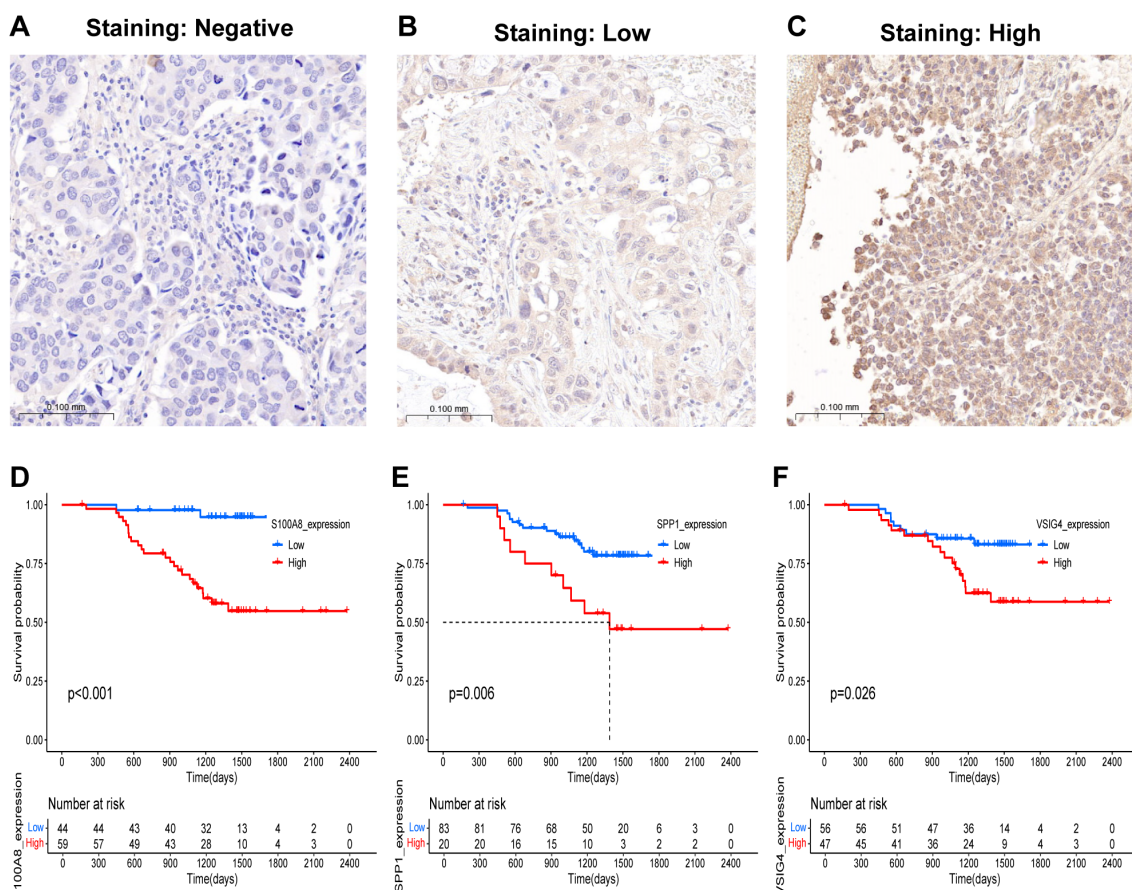 A
Staining: Negative
B
Staining: Low
C
Staining: High
0.100 mm
0.100 mm
0.100 mm
D
Survival probability
1.00
0.75
0.50
0.25
0.00
S100A8_expression
Low
High
p<0.001
0 300 600 900 1200 1500 1800 2100 2400
Time(days)
Number at risk
100A8_expression
Low 44 44 43 40 32 13 4 2 0
High 59 57 49 43 28 10 4 3 0
0 300 600 900 1200 1500 1800 2100 2400
Time(days)
E
Survival probability
1.00
0.75
0.50
0.25
0.00
SPP1_expression
Low
High
p=0.006
0 300 600 900 1200 1500 1800 2100 2400
Time(days)
Number at risk
SPP1_expression
Low 83 81 76 68 50 20 6 3 0
High 20 20 16 15 10 3 2 2 0
0 300 600 900 1200 1500 1800 2100 2400
Time(days)
F
Survival probability
1.00
0.75
0.50
0.25
0.00
VSIG4_expression
Low
High
p=0.026
0 300 600 900 1200 1500 1800 2100 2400
Time(days)
Number at risk
VSIG4_expression
Low 56 56 51 47 36 14 4 2 0
High 47 45 41 36 24 9 4 3 0
0 300 600 900 1200 1500 1800 2100 2400
Time(days)